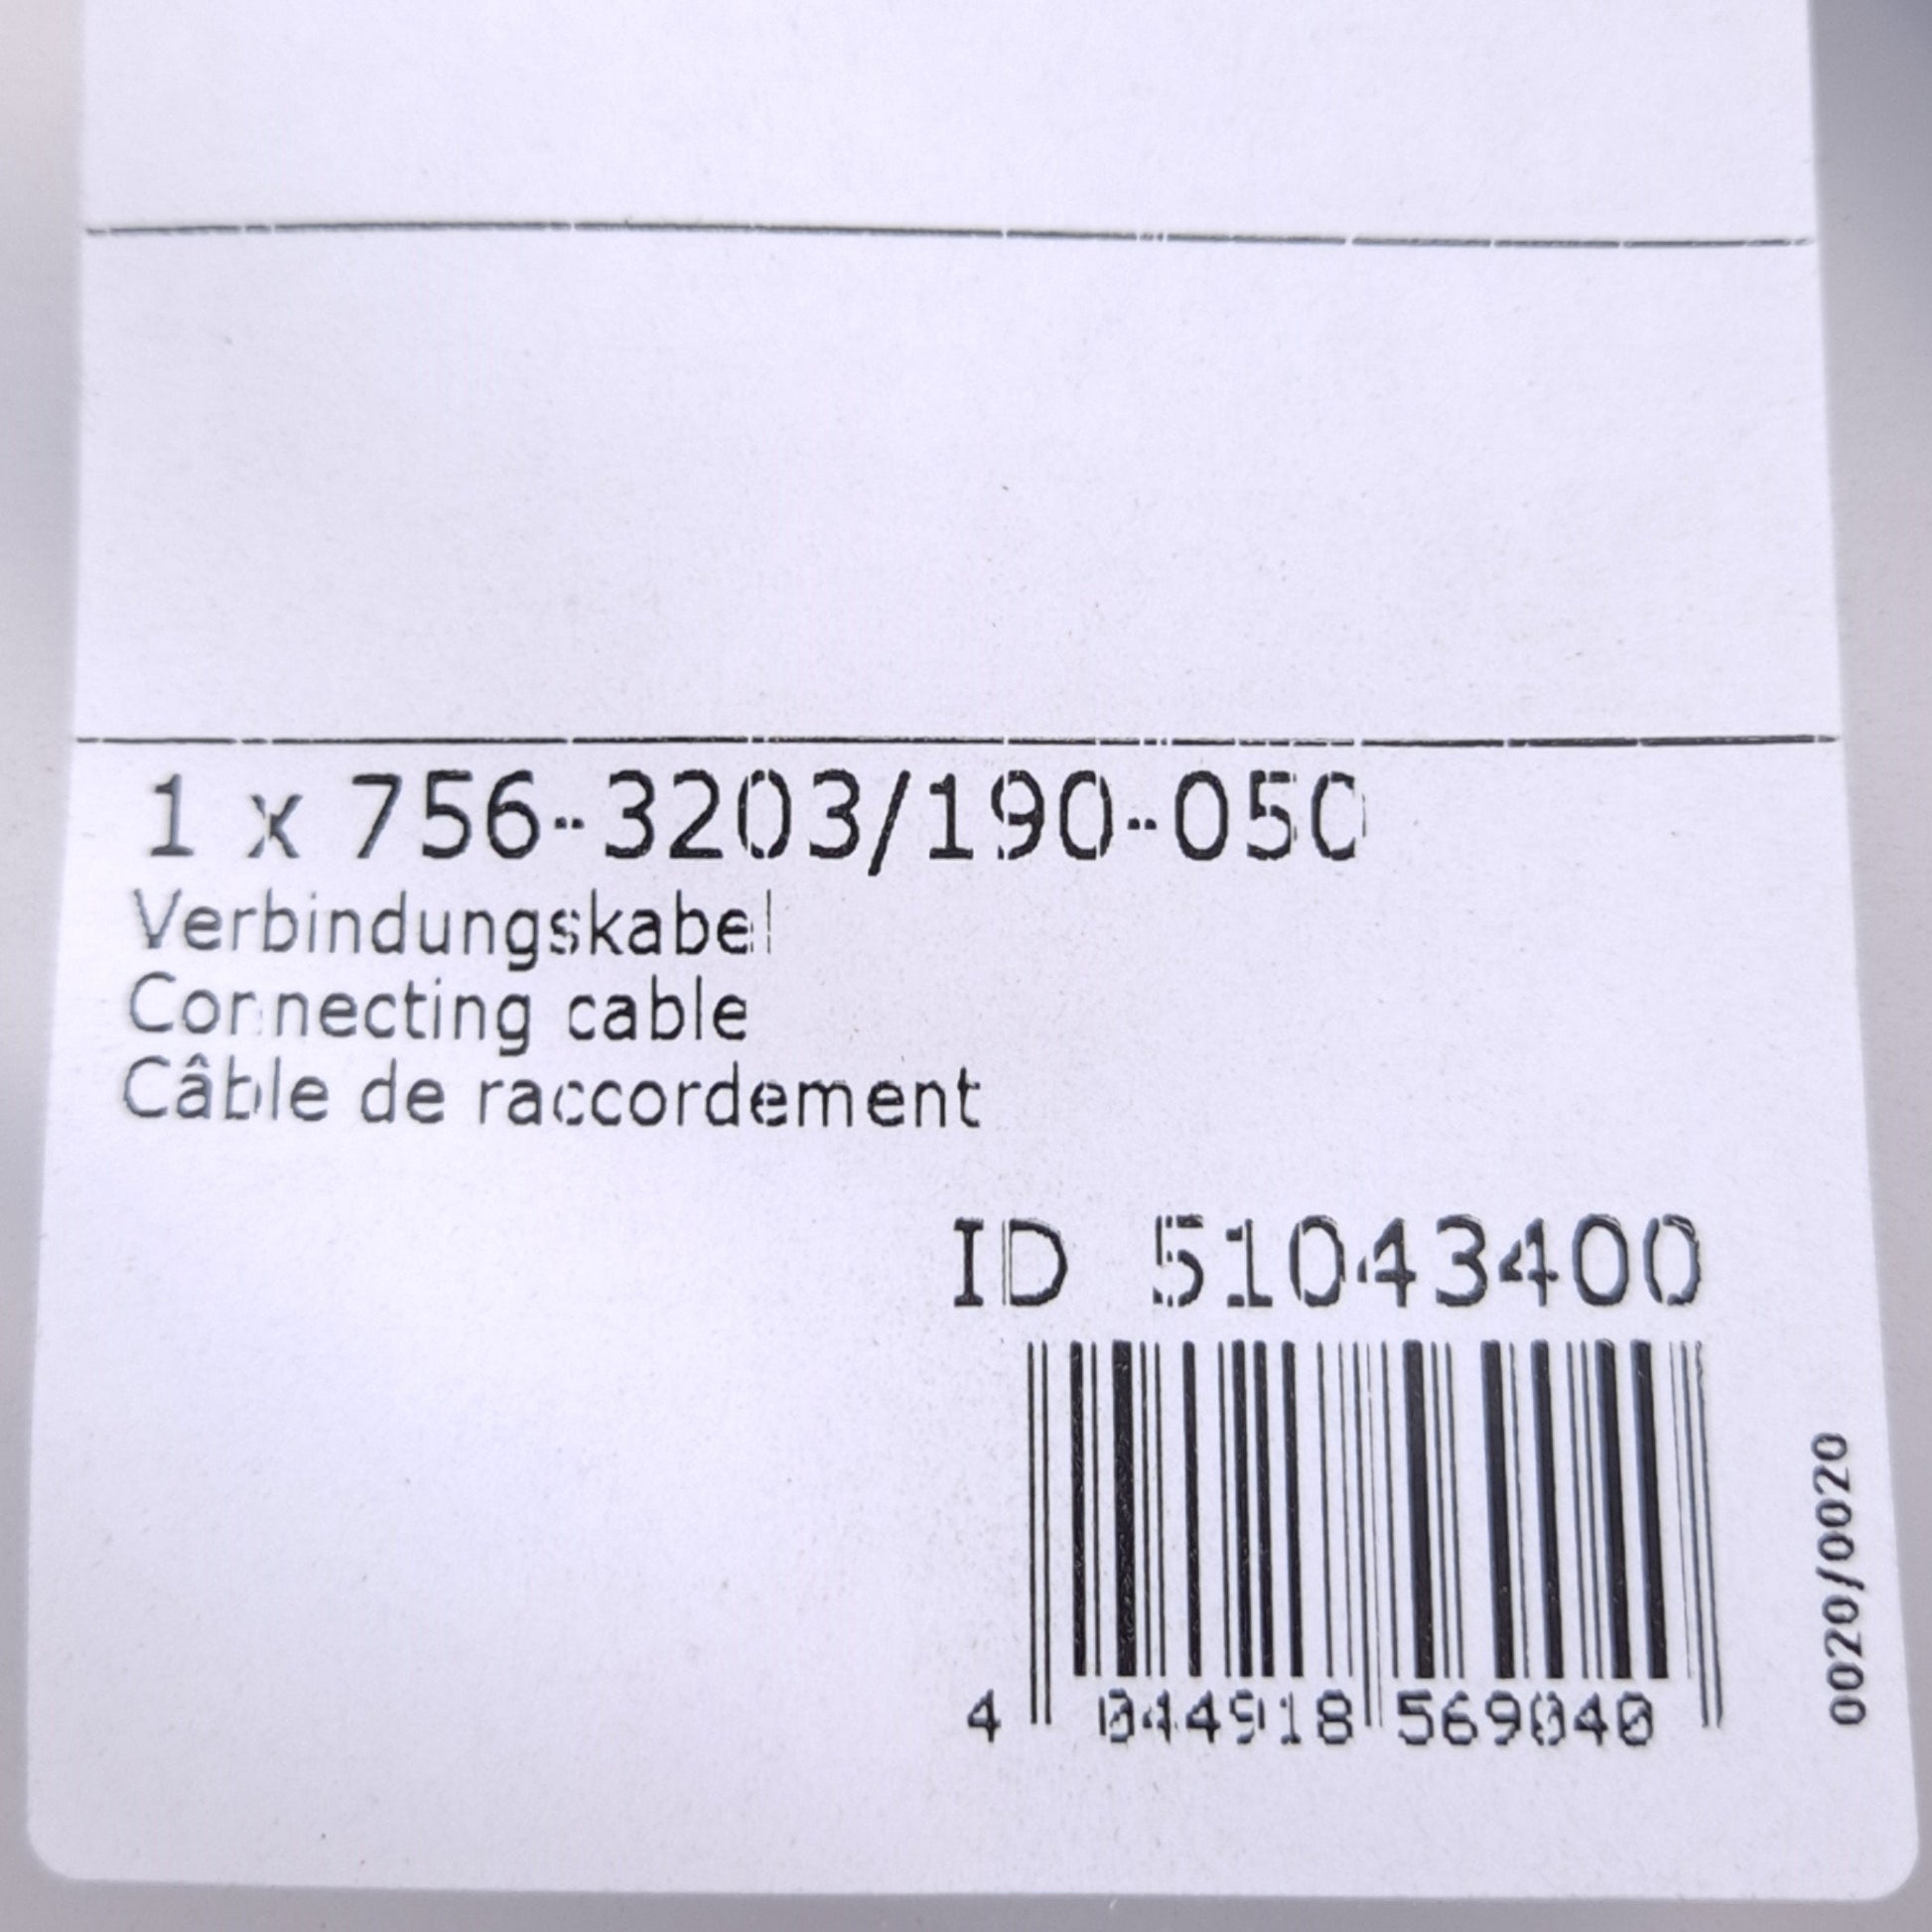 1 x 756-3203/190-050
Verbindungskabel
Connecting cable
Câble de raccordement
ID 51043400
4 044918 569040
0020/0020